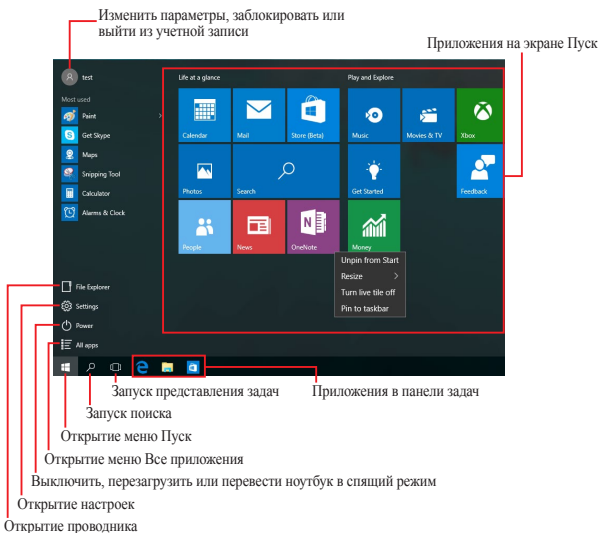 Изменить параметры, заблокировать или
выйти из учетной записи
Приложения на экране Пуск
test
Life at a glance
Play and Explore
Most used
Paint
Get Skype
Maps
Snipping Tool
Calculator
Alarms & Clock
Calendar
Mail
Store (Beta)
Music
Movies & TV
Xbox
Photos
Search
Get Started
Feedback
People
News
OneNote
Money
Unpin from Start
Resize
Turn live tile off
Pin to taskbar
File Explorer
Settings
Power
All apps
Запуск представления задач
Приложения в панели задач
Запуск поиска
Открытие меню Пуск
Открытие меню Все приложения
Выключить, перезагрузить или перевести ноутбук в спящий режим
Открытие настроек
Открытие проводника